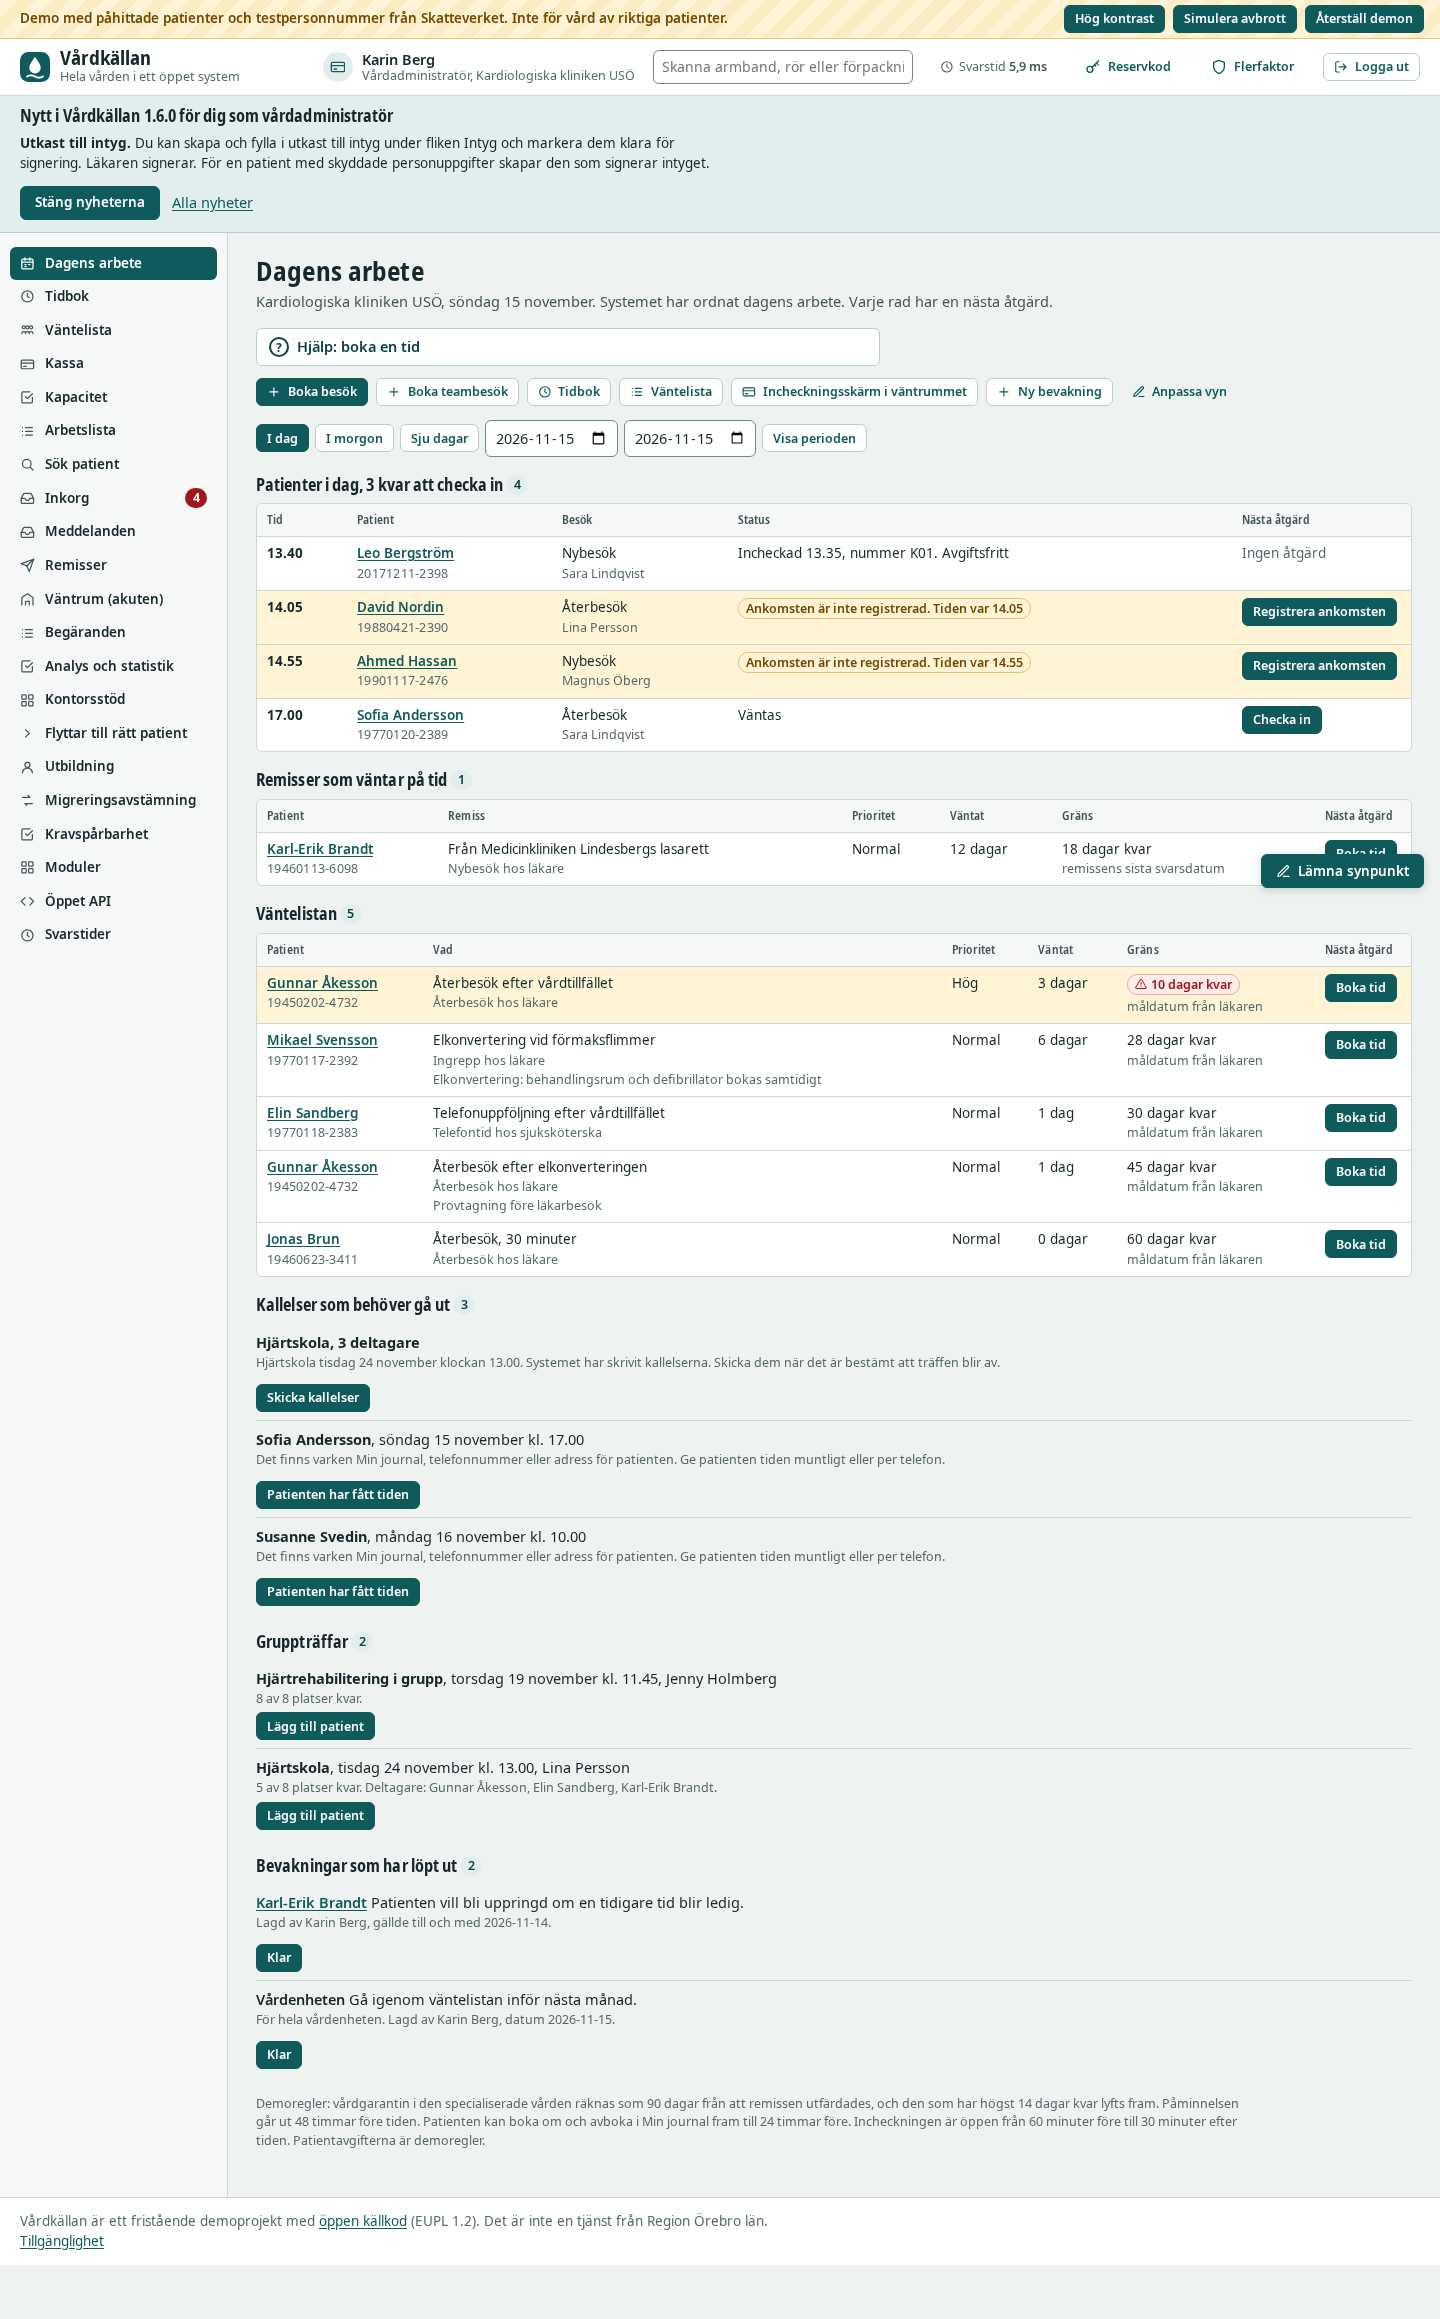 Demo med påhittade patienter och testpersonnummer från Skatteverket. Inte för vård av riktiga patienter.
Hög kontrast
Simulera avbrott
Återställ demon
Vårdkällan
Hela vården i ett öppet system
Karin Berg
Vårdadministratör, Kardiologiska kliniken USÖ
Skanna armband, rör eller förpackni
Svarstid 5,9 ms
Reservkod
Flerfaktor
Logga ut
Nytt i Vårdkällan 1.6.0 för dig som vårdadministratör
Utkast till intyg. Du kan skapa och fylla i utkast till intyg under fliken Intyg och markera dem klara för
signering. Läkaren signerar. För en patient med skyddade personuppgifter skapar den som signerar intyget.
Stäng nyheterna
Alla nyheter
Dagens arbete
Tidbok
Väntelista
Kassa
Kapacitet
Arbetslista
Sök patient
Inkorg 4
Meddelanden
Remisser
Väntrum (akuten)
Begäranden
Analys och statistik
Kontorsstöd
Flyttar till rätt patient
Utbildning
Migreringsavstämning
Kravspårbarhet
Moduler
Öppet API
Svarstider
Dagens arbete
Kardiologiska kliniken USÖ, söndag 15 november. Systemet har ordnat dagens arbete. Varje rad har en nästa åtgärd.
? Hjälp: boka en tid
Boka besök
Boka teambesök
Tidbok
Väntelista
Incheckningsskärm i väntrummet
Ny bevakning
Anpassa vyn
I dag
I morgon
Sju dagar
2026-11-15
2026-11-15
Visa perioden
Patienter i dag, 3 kvar att checka in 4
Tid Patient Besök Status Nästa åtgärd
13.40 Leo Bergström Nybesök Incheckad 13.35, nummer K01. Avgiftsfritt Ingen åtgärd
20171211-2398 Sara Lindqvist
14.05 David Nordin Återbesök Ankomsten är inte registrerad. Tiden var 14.05 Registrera ankomsten
19880421-2390 Lina Persson
14.55 Ahmed Hassan Nybesök Ankomsten är inte registrerad. Tiden var 14.55 Registrera ankomsten
19901117-2476 Magnus Öberg
17.00 Sofia Andersson Återbesök Väntas Checka in
19770120-2389 Sara Lindqvist
Remisser som väntar på tid 1
Patient Remiss Prioritet Väntat Gräns Nästa åtgärd
Karl-Erik Brandt Från Medicinkliniken Lindesbergs lasarett Normal 12 dagar 18 dagar kvar Boka tid
19460113-6098 Nybesök hos läkare remissens sista svarsdatum
Lämna synpunkt
Väntelistan 5
Patient Vad Prioritet Väntat Gräns Nästa åtgärd
Gunnar Åkesson Återbesök efter vårdtillfället Hög 3 dagar 10 dagar kvar Boka tid
19450202-4732 Återbesök hos läkare måldatum från läkaren
Mikael Svensson Elkonvertering vid förmaksflimmer Normal 6 dagar 28 dagar kvar Boka tid
19770117-2392 Ingrepp hos läkare måldatum från läkaren
Elkonvertering: behandlingsrum och defibrillator bokas samtidigt
Elin Sandberg Telefonuppföljning efter vårdtillfället Normal 1 dag 30 dagar kvar Boka tid
19770118-2383 Telefontid hos sjuksköterska måldatum från läkaren
Gunnar Åkesson Återbesök efter elkonverteringen Normal 1 dag 45 dagar kvar Boka tid
19450202-4732 Återbesök hos läkare måldatum från läkaren
Provtagning före läkarbesök
Jonas Brun Återbesök, 30 minuter Normal 0 dagar 60 dagar kvar Boka tid
19460623-3411 Återbesök hos läkare måldatum från läkaren
Kallelser som behöver gå ut 3
Hjärtskola, 3 deltagare
Hjärtskola tisdag 24 november klockan 13.00. Systemet har skrivit kallelserna. Skicka dem när det är bestämt att träffen blir av.
Skicka kallelser
Sofia Andersson, söndag 15 november kl. 17.00
Det finns varken Min journal, telefonnummer eller adress för patienten. Ge patienten tiden muntligt eller per telefon.
Patienten har fått tiden
Susanne Svedin, måndag 16 november kl. 10.00
Det finns varken Min journal, telefonnummer eller adress för patienten. Ge patienten tiden muntligt eller per telefon.
Patienten har fått tiden
Gruppträffar 2
Hjärtrehabilitering i grupp, torsdag 19 november kl. 11.45, Jenny Holmberg
8 av 8 platser kvar.
Lägg till patient
Hjärtskola, tisdag 24 november kl. 13.00, Lina Persson
5 av 8 platser kvar. Deltagare: Gunnar Åkesson, Elin Sandberg, Karl-Erik Brandt.
Lägg till patient
Bevakningar som har löpt ut 2
Karl-Erik Brandt Patienten vill bli uppringd om en tidigare tid blir ledig.
Lagd av Karin Berg, gällde till och med 2026-11-14.
Klar
Vårdenheten Gå igenom väntelistan inför nästa månad.
För hela vårdenheten. Lagd av Karin Berg, datum 2026-11-15.
Klar
Demoregler: vårdgarantin i den specialiserade vården räknas som 90 dagar från att remissen utfärdades, och den som har högst 14 dagar kvar lyfts fram. Påminnelsen
går ut 48 timmar före tiden. Patienten kan boka om och avboka i Min journal fram till 24 timmar före. Incheckningen är öppen från 60 minuter före till 30 minuter efter
tiden. Patientavgifterna är demoregler.
Vårdkällan är ett fristående demoprojekt med öppen källkod (EUPL 1.2). Det är inte en tjänst från Region Örebro län.
Tillgänglighet